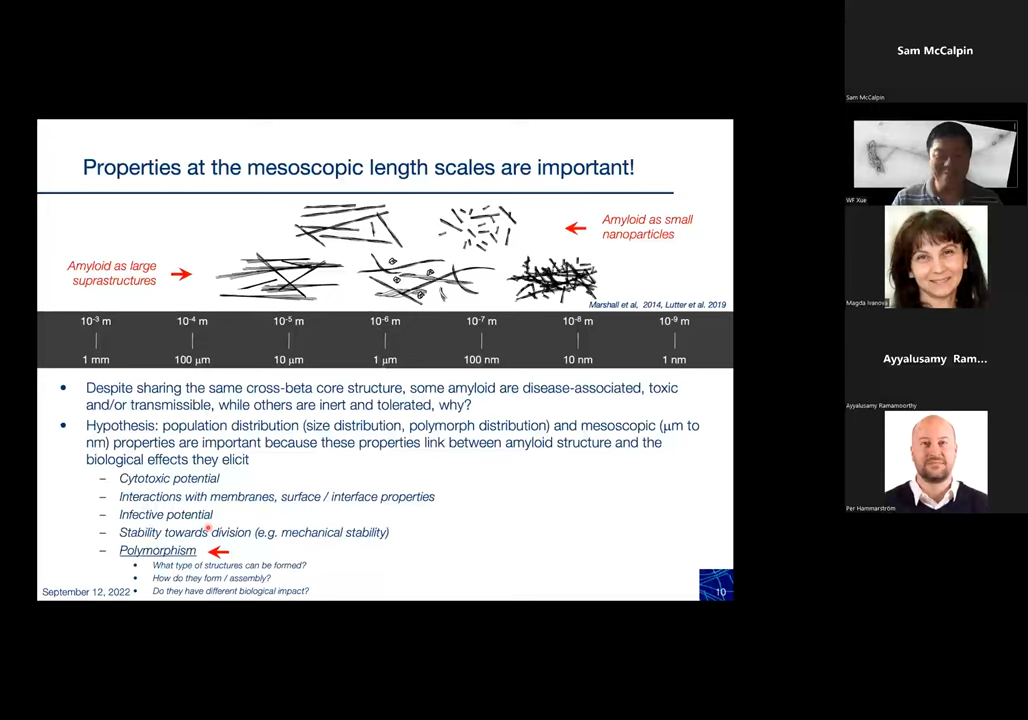 Sam McCalpin
Sam McCalpin
WF Xue
Magda Ivanova
Ayyalusamy Ram...
Ayyalusamy Ramamoorthy
Per Hammarström
Properties at the mesoscopic length scales are important!
Amyloid as small
nanoparticles
Amyloid as large
suprastructures
Marshall et al, 2014, Lutter et al. 2019
10⁻³ m 10⁻⁴ m 10⁻⁵ m 10⁻⁶ m 10⁻⁷ m 10⁻⁸ m 10⁻⁹ m
1 mm 100 μm 10 μm 1 μm 100 nm 10 nm 1 nm
• Despite sharing the same cross-beta core structure, some amyloid are disease-associated, toxic
and/or transmissible, while others are inert and tolerated, why?
• Hypothesis: population distribution (size distribution, polymorph distribution) and mesoscopic (μm to
nm) properties are important because these properties link between amyloid structure and the
biological effects they elicit
– Cytotoxic potential
– Interactions with membranes, surface / interface properties
– Infective potential
– Stability towards division (e.g. mechanical stability)
– Polymorphism
• What type of structures can be formed?
• How do they form / assembly?
• Do they have different biological impact?
September 12, 2022
10